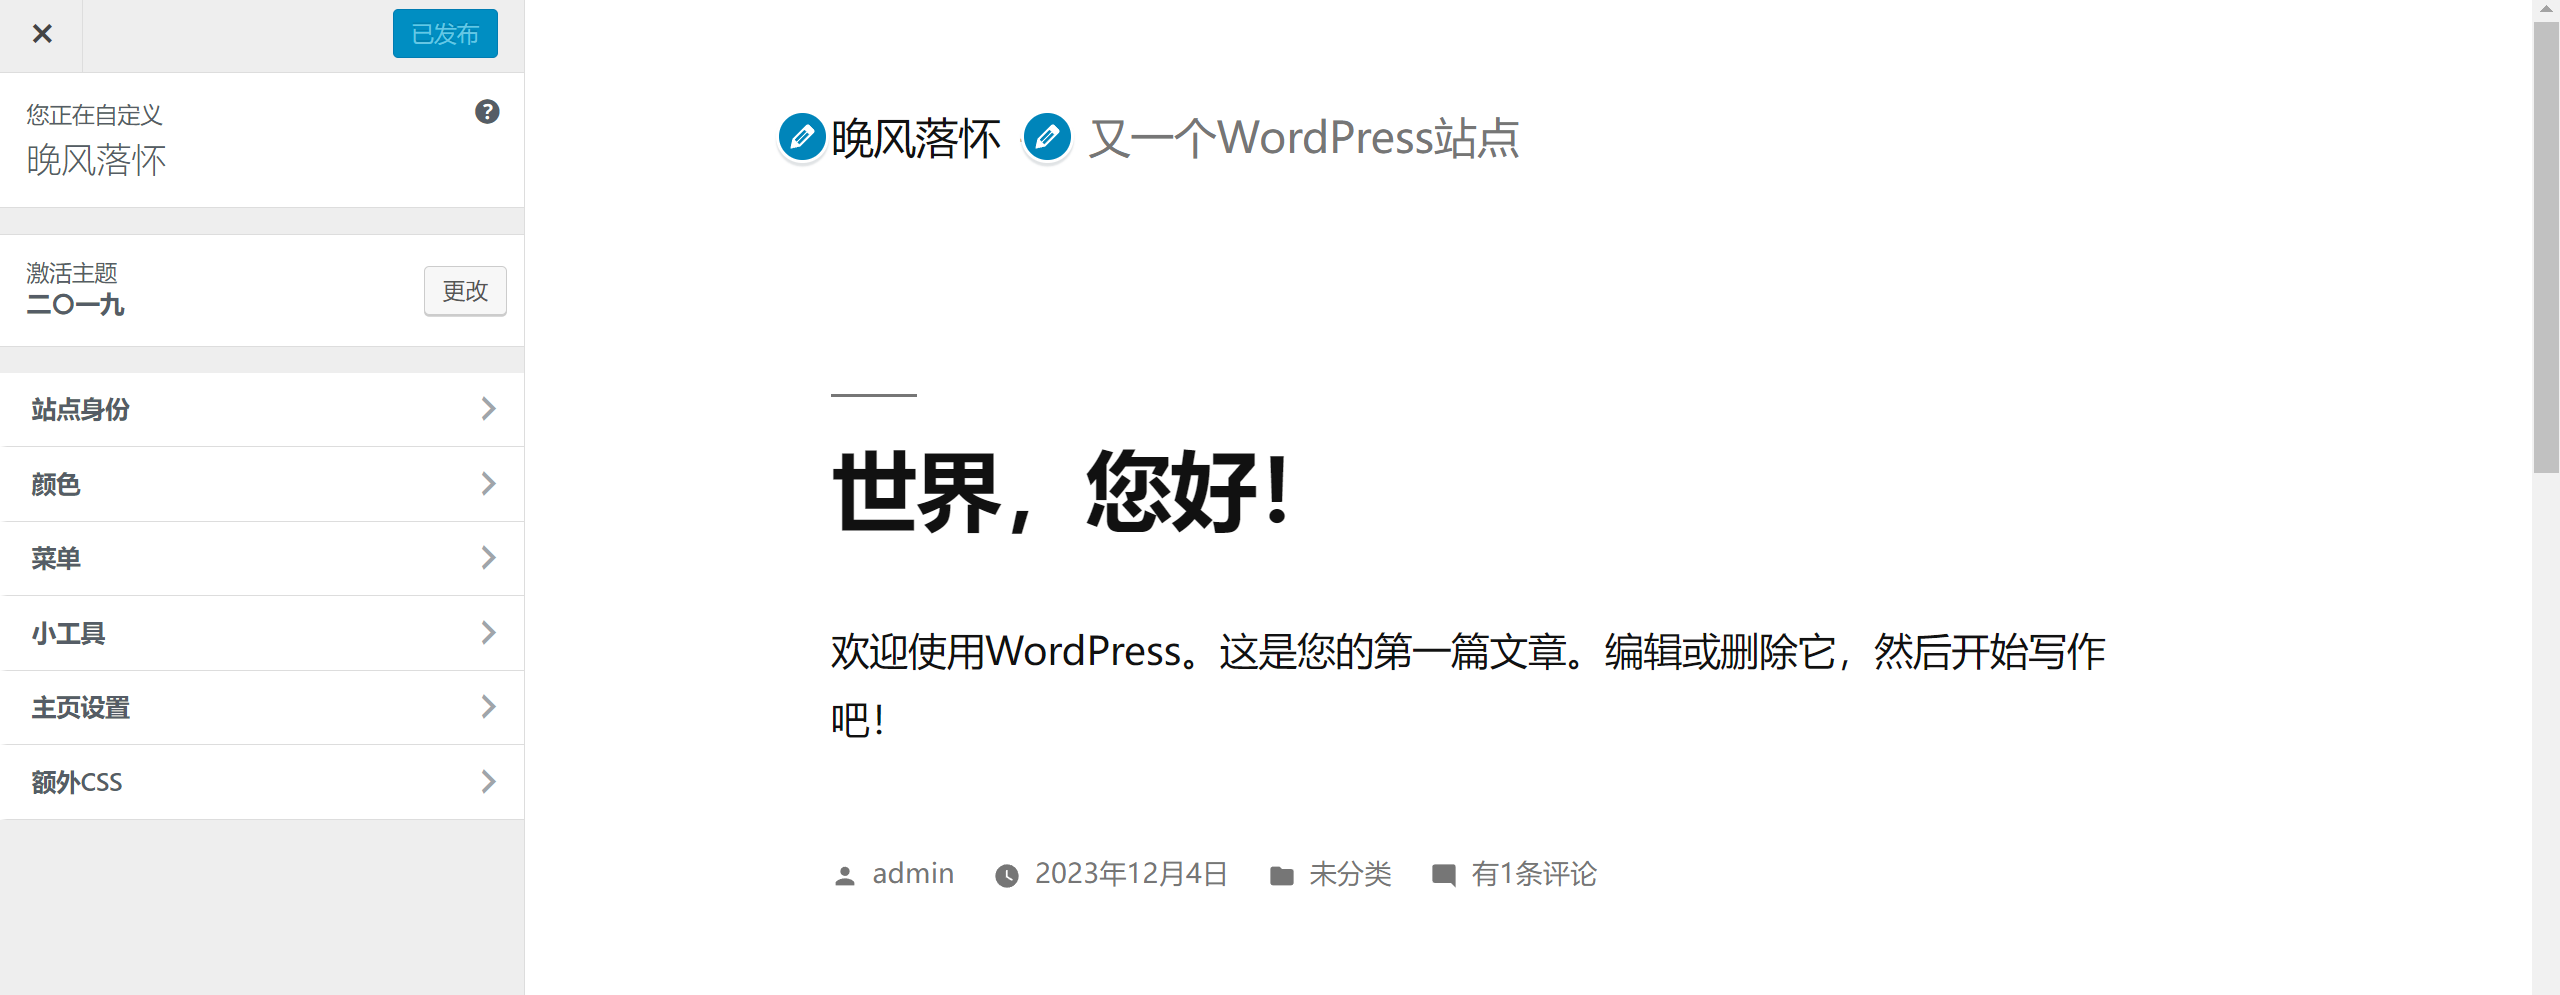 已发布
您正在自定义
晚风落怀
激活主题
二〇一九
更改
站点身份
颜色
菜单
小工具
主页设置
额外CSS
晚风落怀
又一个WordPress站点
世界，您好！
欢迎使用WordPress。这是您的第一篇文章。编辑或删除它，然后开始写作
吧！
admin 2023年12月4日 未分类 有1条评论